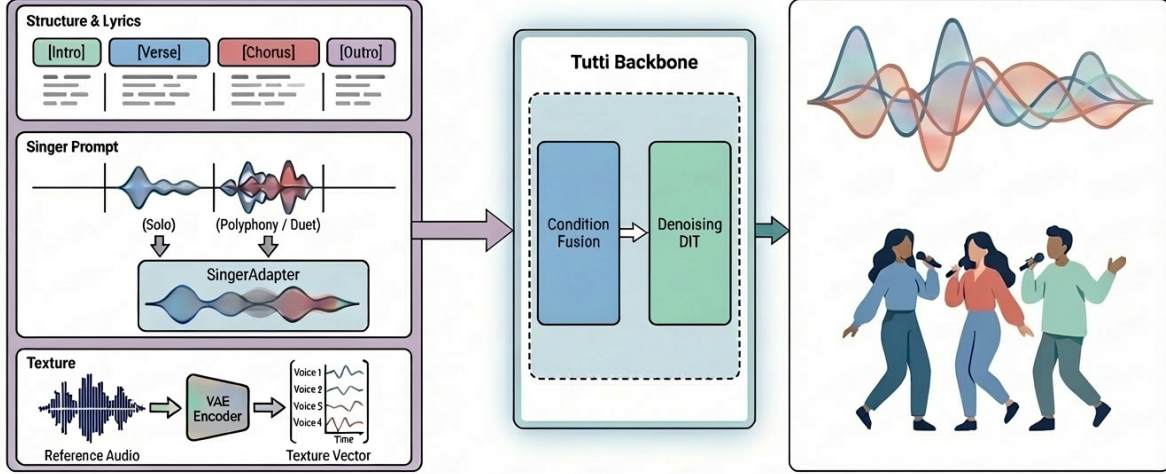 Structure & Lyrics
[Intro]
[Verse]
[Chorus]
[Outro]
Singer Prompt
(Solo)
(Polyphony / Duet)
SingerAdapter
Texture
VAE
Encoder
Voice 1
Voice 2
Voice S
Voice 4
Time
Reference Audio
Texture Vector
Tutti Backbone
Condition
Fusion
Denoising
DIT